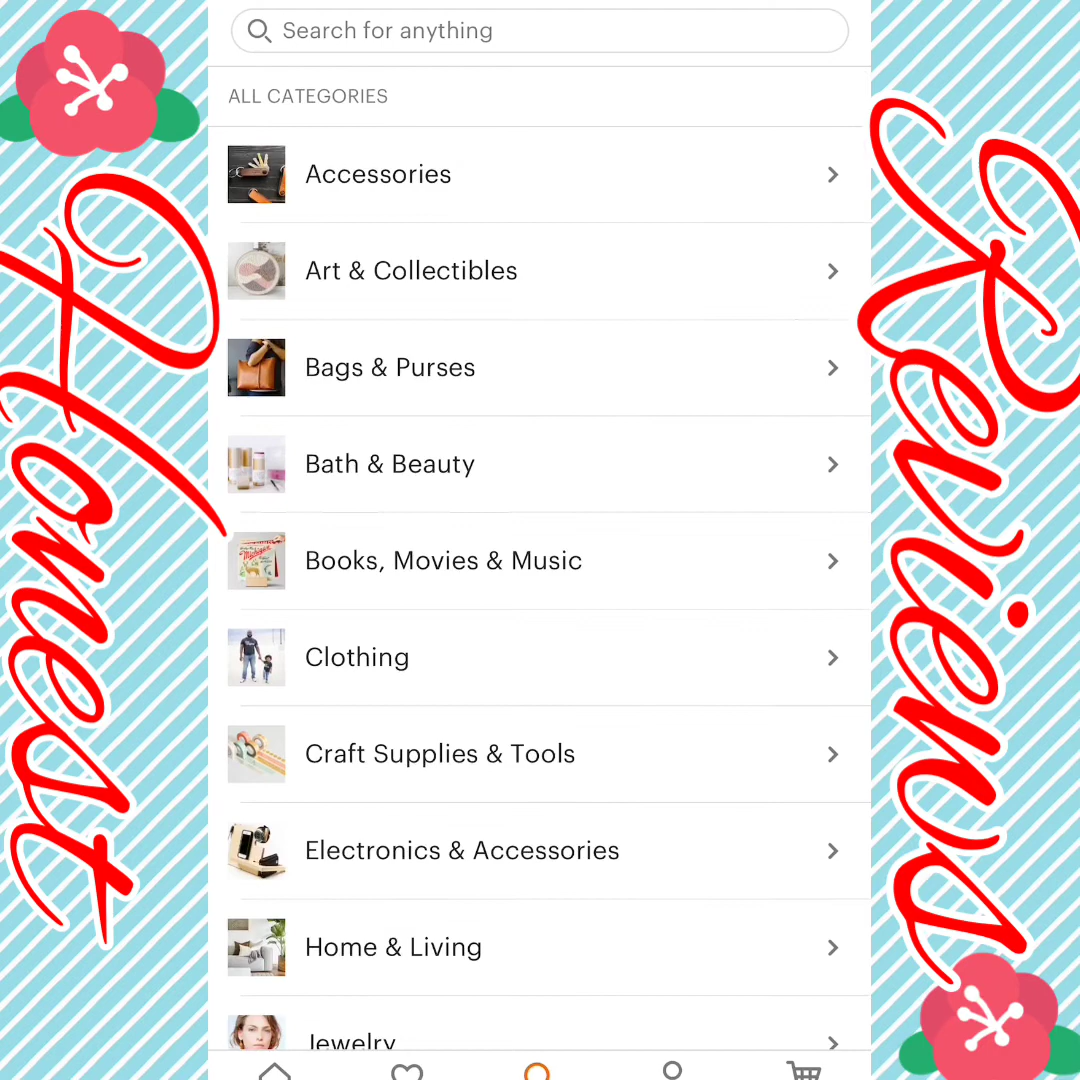 Search for anything
ALL CATEGORIES
Accessories
Art & Collectibles
Bags & Purses
Bath & Beauty
Books, Movies & Music
Clothing
Craft Supplies & Tools
Electronics & Accessories
Home & Living
Jewelry
Honest
Reviews